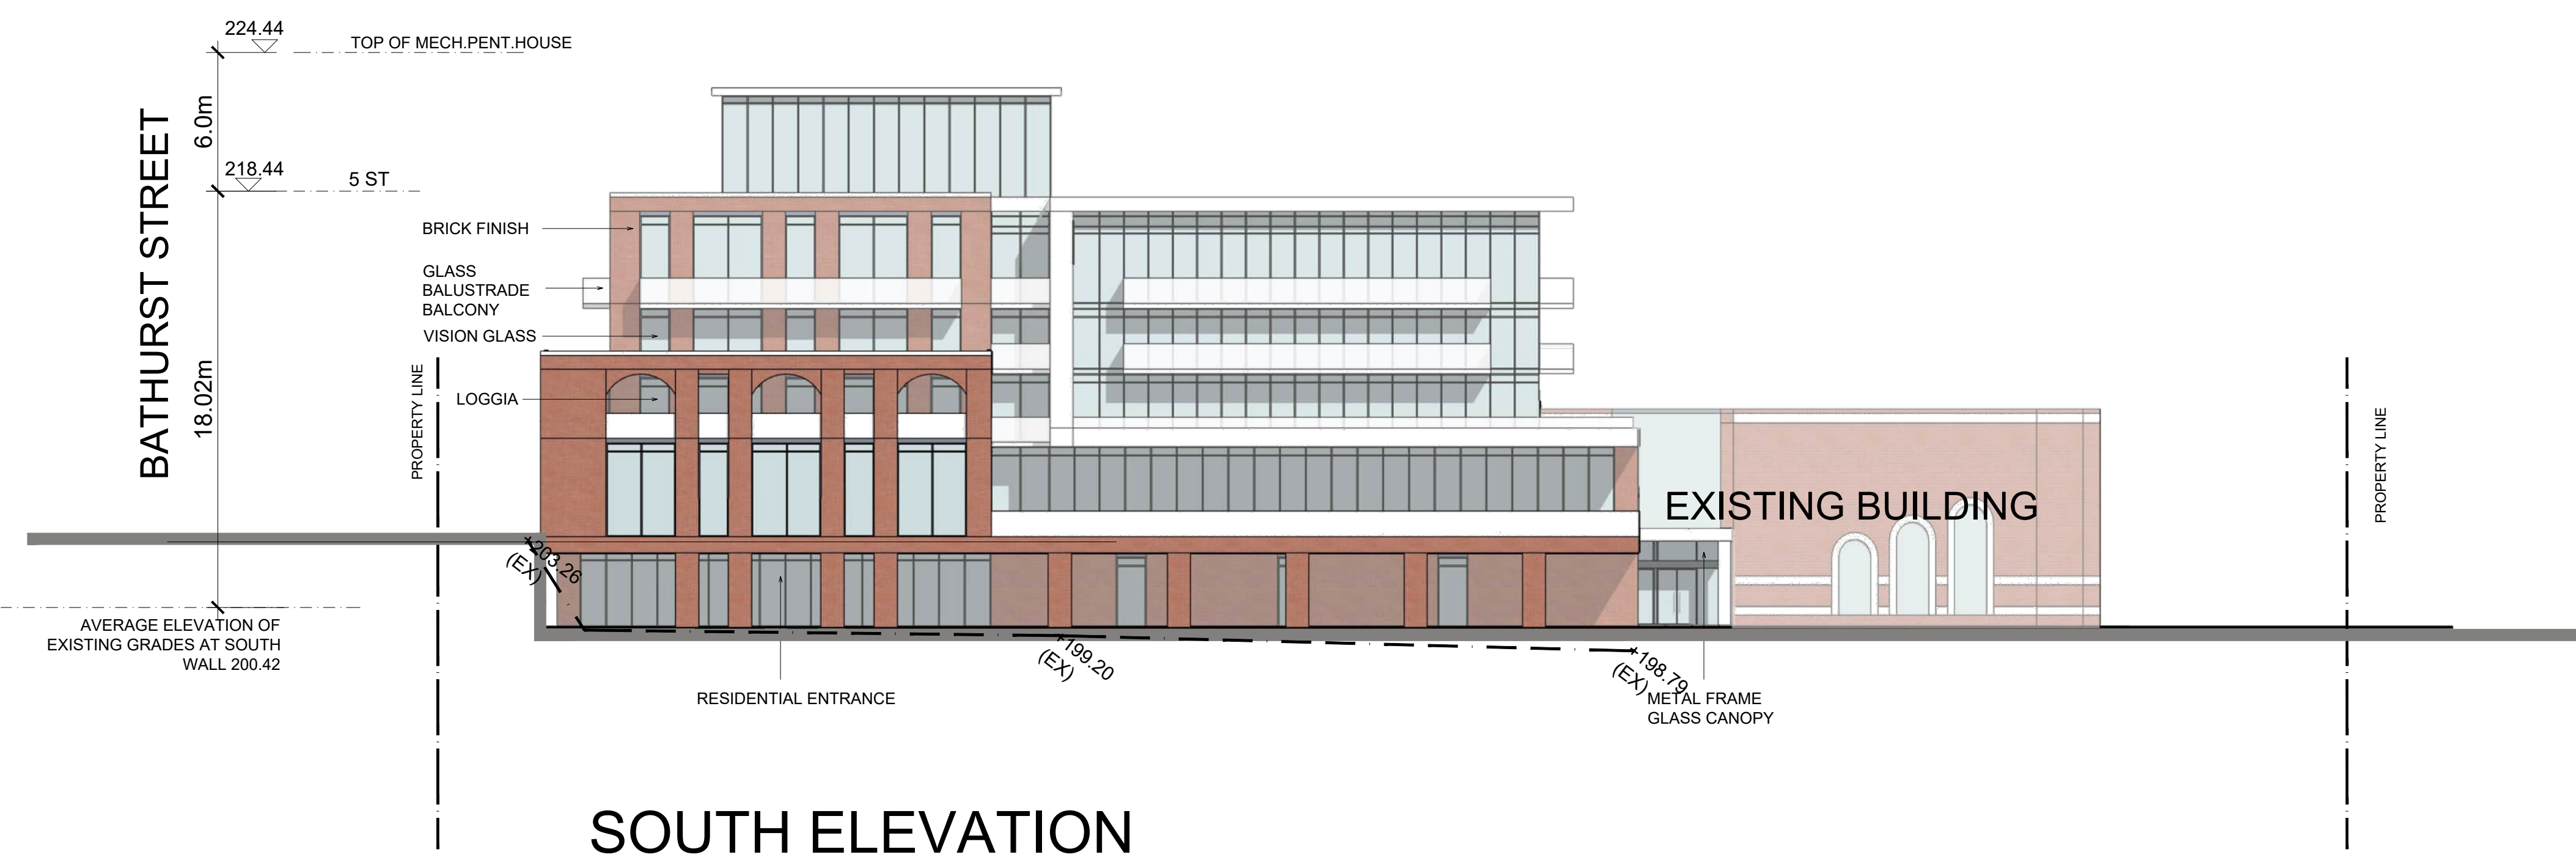 224.44
TOP OF MECH.PENT.HOUSE
6.0m
BATHURST STREET
218.44
5 ST
BRICK FINISH
GLASS
BALUSTRADE
BALCONY
VISION GLASS
LOGGIA
18.02m
PROPERTY LINE
PROPERTY LINE
EXISTING BUILDING
+203.26
(EX)
AVERAGE ELEVATION OF
EXISTING GRADES AT SOUTH
WALL 200.42
+199.20
(EX)
+198.79
(EX)
RESIDENTIAL ENTRANCE
METAL FRAME
GLASS CANOPY
SOUTH ELEVATION